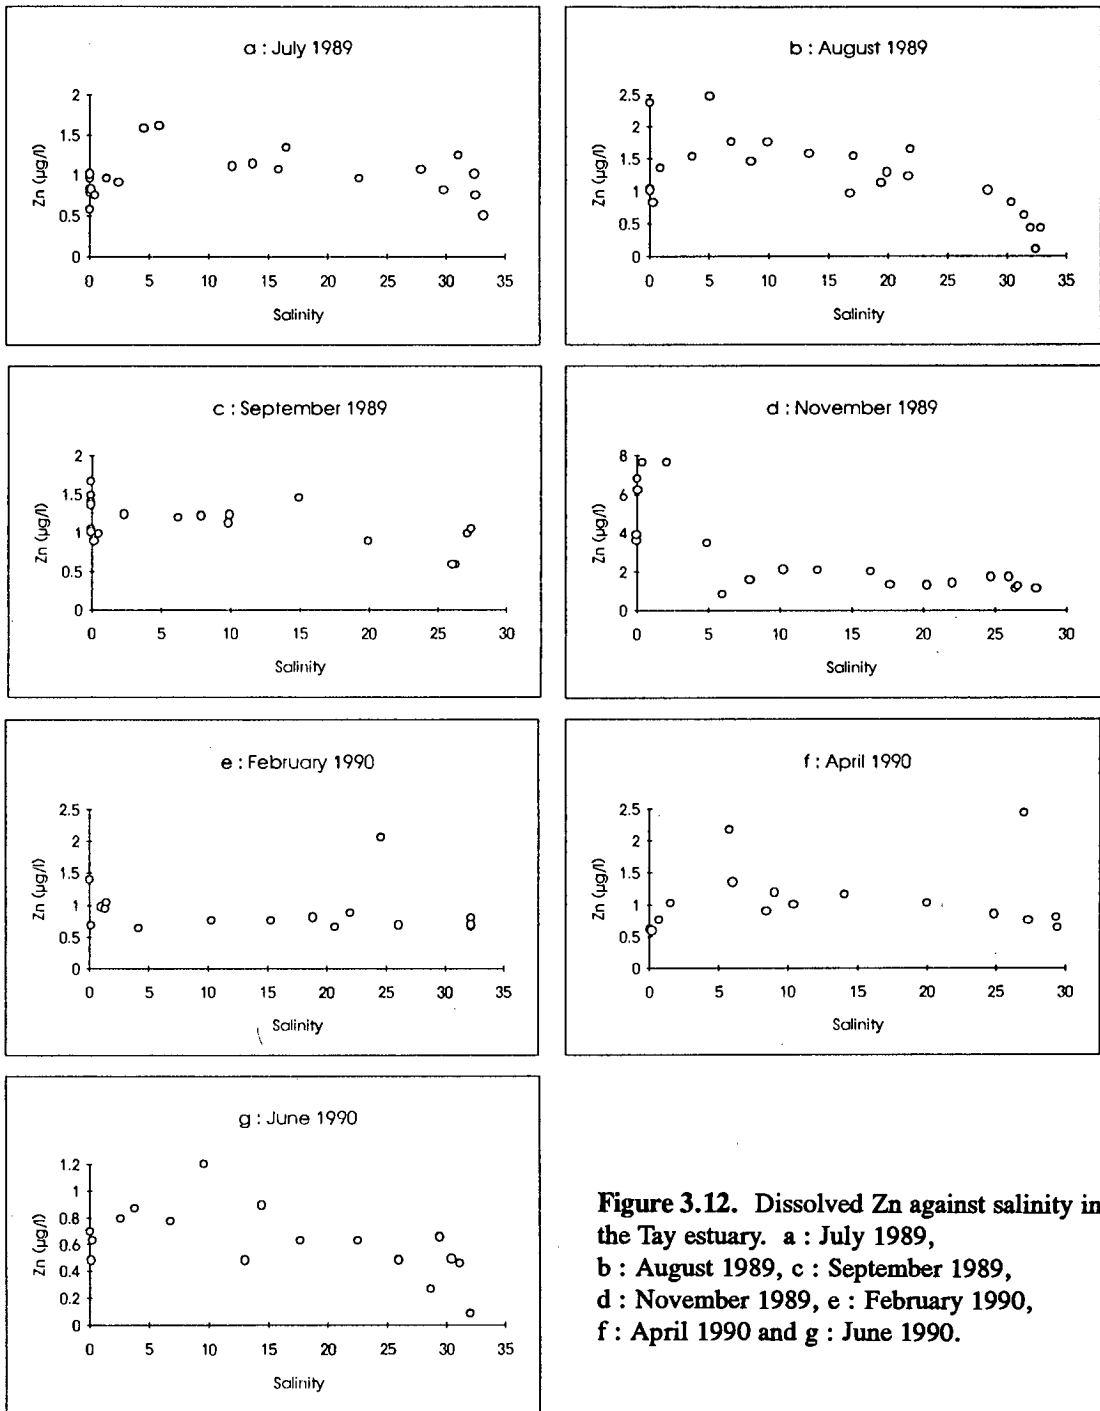 a : July 1989
2
1.5
1
0.5
0
Zn (µg/l)
0 5 10 15 20 25 30 35
Salinity
b : August 1989
2.5
2
1.5
1
0.5
0
Zn (µg/l)
0 5 10 15 20 25 30 35
Salinity
c : September 1989
2
1.5
1
0.5
0
Zn (µg/l)
0 5 10 15 20 25 30
Salinity
d : November 1989
8
6
4
2
0
Zn (µg/l)
0 5 10 15 20 25 30
Salinity
e : February 1990
2.5
2
1.5
1
0.5
0
Zn (µg/l)
0 5 10 15 20 25 30 35
Salinity
f : April 1990
2.5
2
1.5
1
0.5
0
Zn (µg/l)
0 5 10 15 20 25 30
Salinity
g : June 1990
1.2
1
0.8
0.6
0.4
0.2
0
Zn (µg/l)
0 5 10 15 20 25 30 35
Salinity
Figure 3.12. Dissolved Zn against salinity in
the Tay estuary. a : July 1989,
b : August 1989, c : September 1989,
d : November 1989, e : February 1990,
f : April 1990 and g : June 1990.